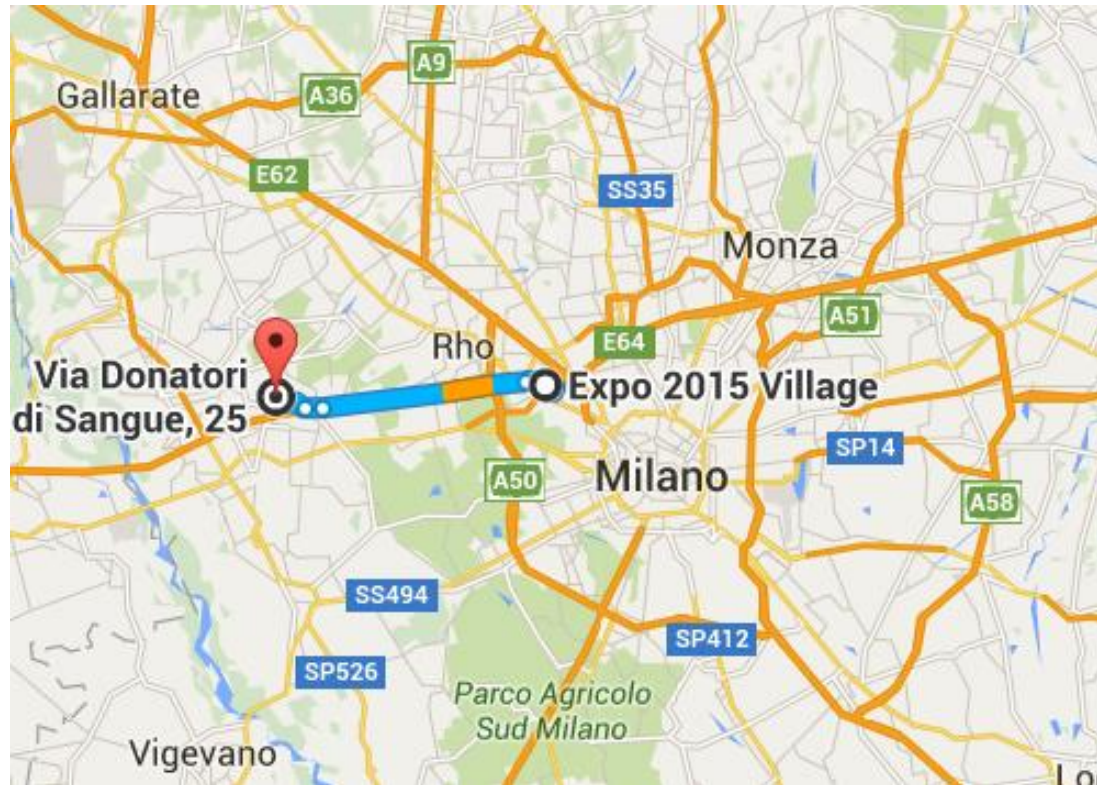 A9
Gallarate
A36
E62
SS35
Monza
A51
Rho
E64
Via Donatori
di Sangue, 25
Expo 2015 Village
SP14
Milano
A50
A58
SS494
SP412
SP526
Parco Agricolo
Sud Milano
Vigevano
Lo